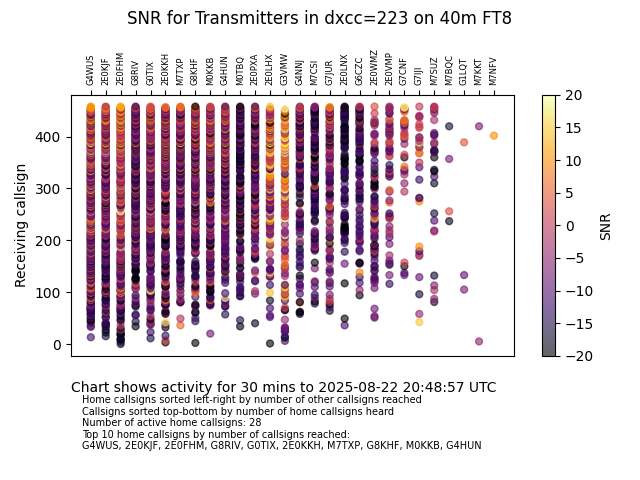 SNR for Transmitters in dxcc=223 on 40m FT8
G4WUS 2E0KJF 2E0FHM G8RIV G0TIX 2E0KKH M7TXP G8KHF M0KKB G4HUN M0TBQ 2E0PXA 2E0LHX G3VMW G4NNJ M7CSI G7JUR 2E0LNX G6CZC 2E0WMZ 2E0VMP G7CNF G7IJI M7SUZ M7BQC G1LQT M7KKT M7NFV
Receiving callsign
400
300
200
100
0
20
15
10
5
0
−5
−10
−15
−20
SNR
Chart shows activity for 30 mins to 2025-08-22 20:48:57 UTC
Home callsigns sorted left-right by number of other callsigns reached
Callsigns sorted top-bottom by number of home callsigns heard
Number of active home callsigns: 28
Top 10 home callsigns by number of callsigns reached:
G4WUS, 2E0KJF, 2E0FHM, G8RIV, G0TIX, 2E0KKH, M7TXP, G8KHF, M0KKB, G4HUN